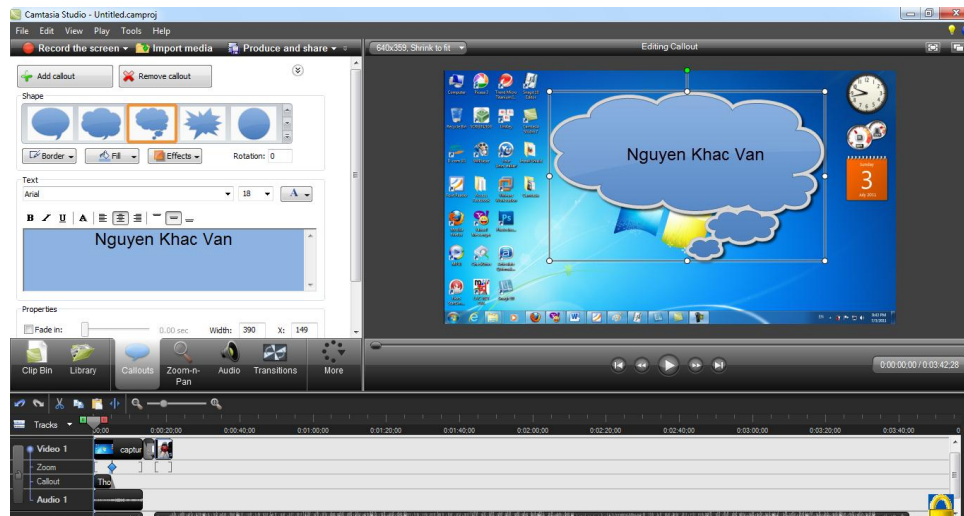 Camtasia Studio - Untitled.camproj
File Edit View Play Tools Help
Record the screen Import media Produce and share
640x359, Shrink to fit
Editing Callout
Add callout Remove callout
Shape
Border Fill Effects Rotation: 0
Text
Arial 18 A
B I U A
Nguyen Khac Van
Properties
Fade in: 0.00 sec Width: 390 X: 149
Nguyen Khac Van
3
Clip Bin Library Callouts Zoom-n-Pan Audio Transitions More
0:00:00;00 / 0:03:42;28
Tracks
0:00:20;00 0:00:40;00 0:01:00;00 0:01:20;00 0:01:40;00 0:02:00;00 0:02:20;00 0:02:40;00 0:03:00;00 0:03:20;00 0:03:40;00
Video 1 captur
Zoom
Callout Tho
Audio 1